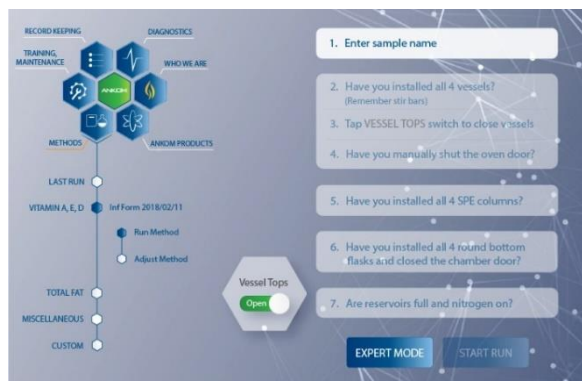 RECORD KEEPING
DIAGNOSTICS
TRAINING,
MAINTENANCE
WHO WE ARE
ANKOM
METHODS
ANKOM PRODUCTS
LAST RUN
VITAMIN A, E, D
Inf Form 2018/02/11
Run Method
Adjust Method
TOTAL FAT
MISCELLANEOUS
CUSTOM
Vessel Tops
Open
1. Enter sample name
2. Have you installed all 4 vessels?
(Remember stir bars)
3. Tap VESSEL TOPS switch to close vessels
4. Have you manually shut the oven door?
5. Have you installed all 4 SPE columns?
6. Have you installed all 4 round bottom
flasks and closed the chamber door?
7. Are reservoirs full and nitrogen on?
EXPERT MODE
START RUN